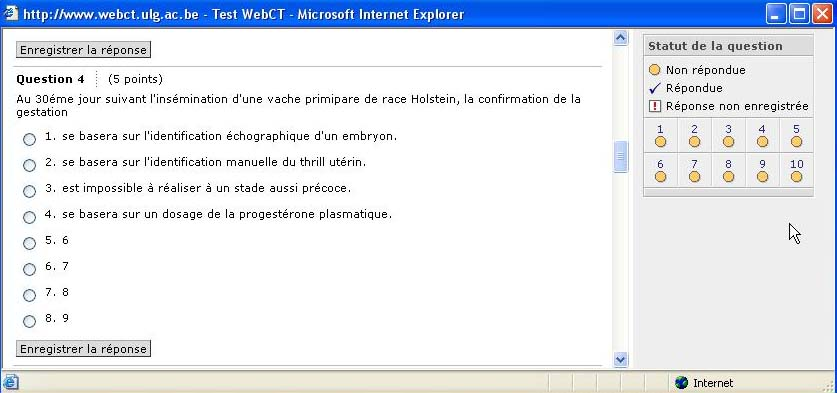 http://www.webct.ulg.ac.be - Test WebCT - Microsoft Internet Explorer
Enregistrer la réponse
Question 4 (5 points)
Au 30éme jour suivant l'insémination d'une vache primipare de race Holstein, la confirmation de la
gestation
1. se basera sur l'identification échographique d'un embryon.
2. se basera sur l'identification manuelle du thrill utérin.
3. est impossible à réaliser à un stade aussi précoce.
4. se basera sur un dosage de la progestérone plasmatique.
5. 6
6. 7
7. 8
8. 9
Enregistrer la réponse
Statut de la question
Non répondue
Répondue
Réponse non enregistrée
1 2 3 4 5
6 7 8 9 10
Internet